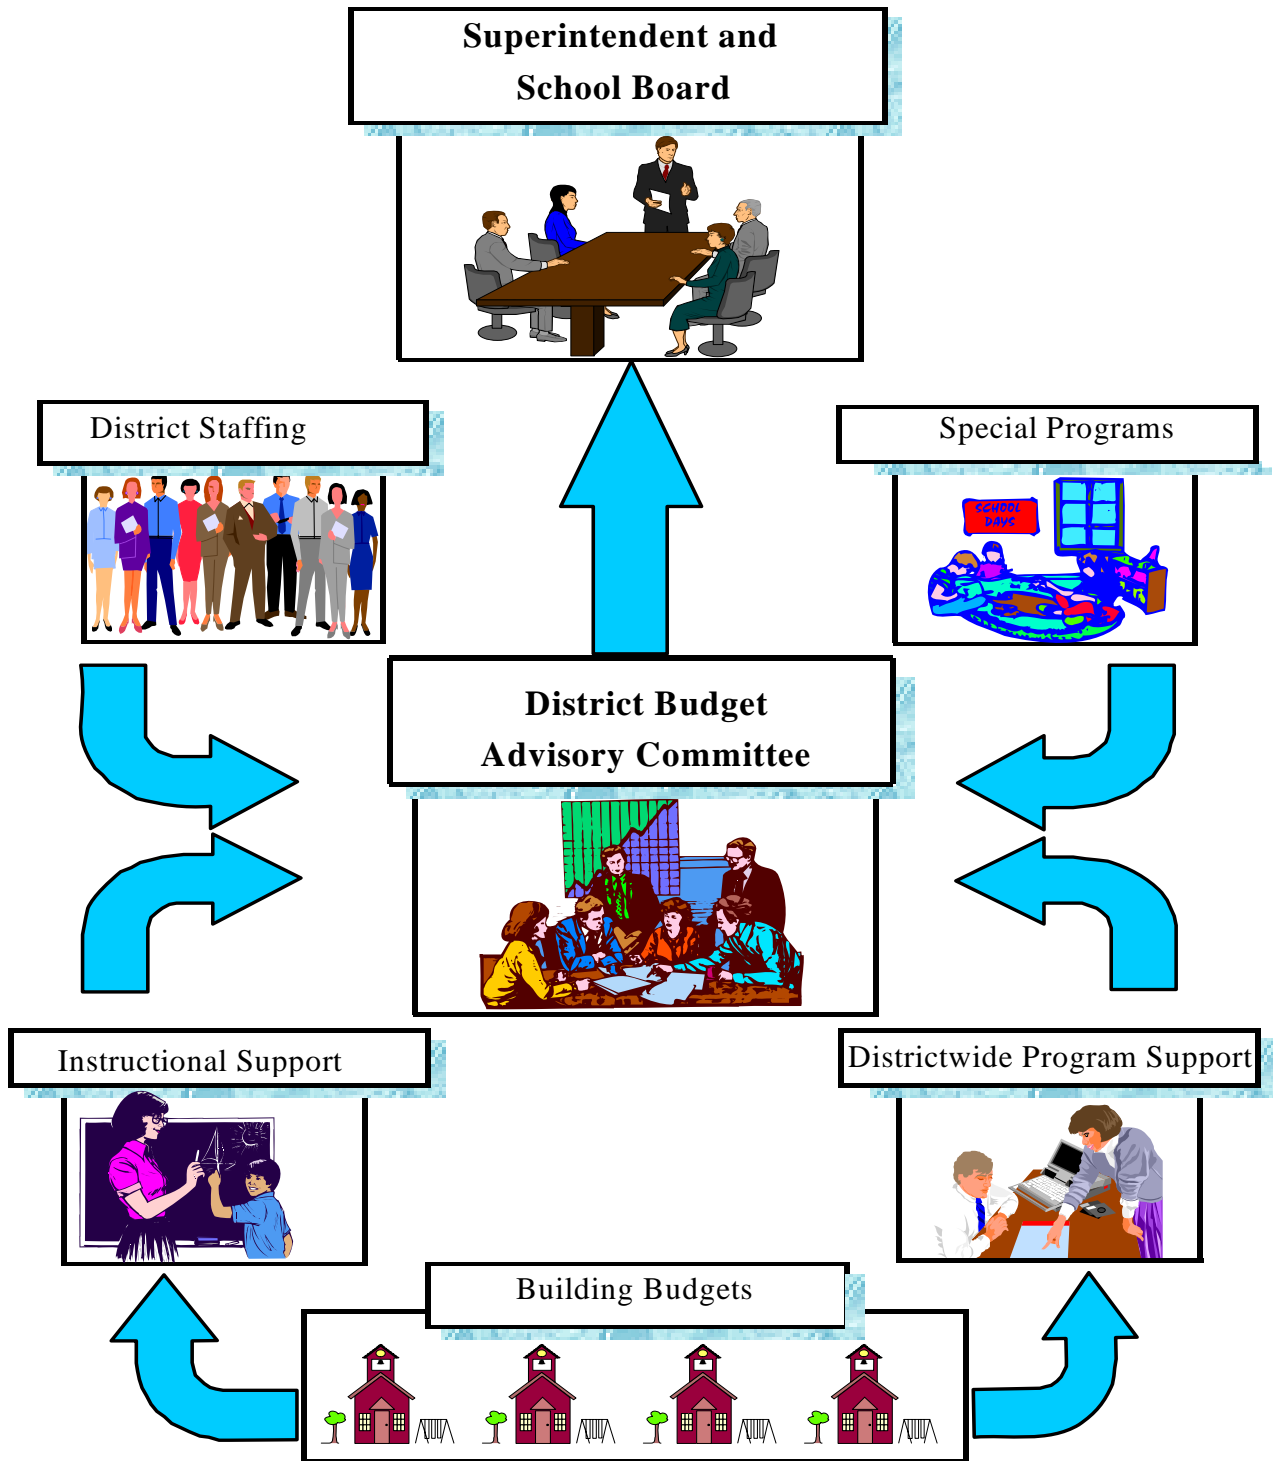 Superintendent and
School Board
District Staffing
Special Programs
SCHOOL
DAYS
District Budget
Advisory Committee
Instructional Support
Districtwide Program Support
Building Budgets